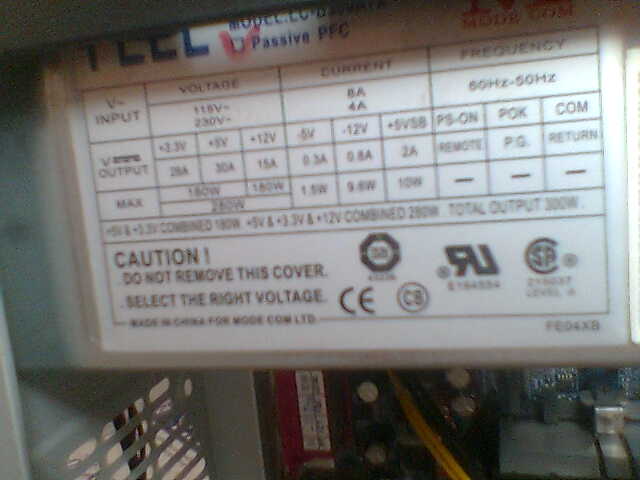 FEEL
MODE COM
Passive PFC
VOLTAGE CURRENT FREQUENCY
V~ INPUT 115V~ 8A 60Hz-50Hz
230V~ 4A
V OUTPUT +3.3V +5V +12V -5V -12V +5VSB PS-ON POK COM
28A 30A 15A 0.3A 0.8A 2A REMOTE P.G. RETURN
MAX 180W 180W 1.5W 9.6W 10W — — —
280W
+5V & +3.3V COMBINED 180W. +5V & +3.3V & +12V COMBINED 280W. TOTAL OUTPUT 300W.
CAUTION !
. DO NOT REMOVE THIS COVER.
. SELECT THE RIGHT VOLTAGE.
CE CB
E164554
LEVEL
MADE IN CHINA FOR MODE COM LTD
FE04XB